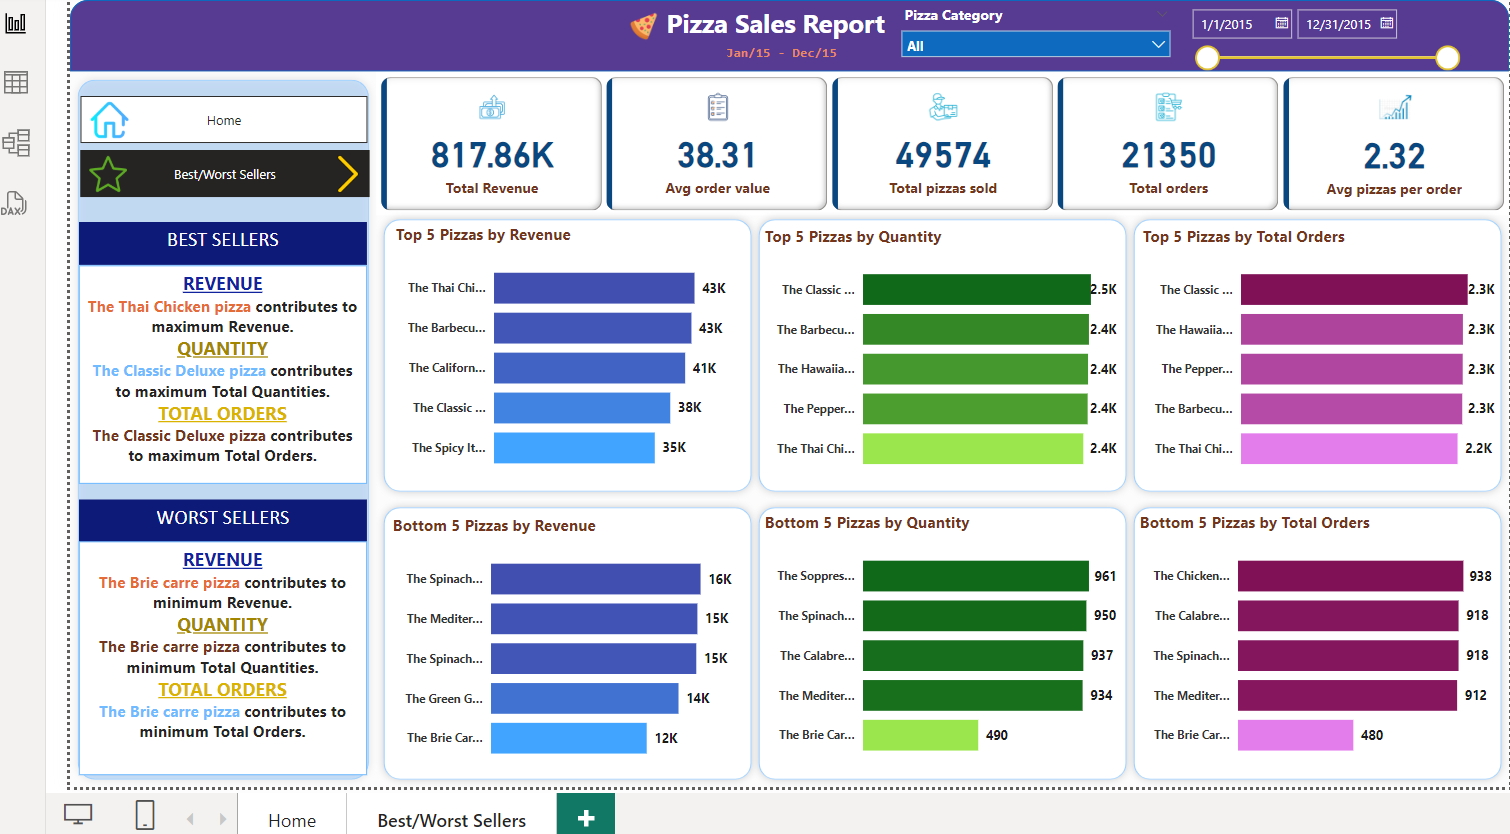 Pizza Sales Report
Jan/15 - Dec/15
Pizza Category
All
1/1/2015
12/31/2015
DAX
Home
Best/Worst Sellers
817.86K
Total Revenue
38.31
Avg order value
49574
Total pizzas sold
21350
Total orders
2.32
Avg pizzas per order
BEST SELLERS
REVENUE
The Thai Chicken pizza contributes to
maximum Revenue.
QUANTITY
The Classic Deluxe pizza contributes
to maximum Total Quantities.
TOTAL ORDERS
The Classic Deluxe pizza contributes
to maximum Total Orders.
WORST SELLERS
REVENUE
The Brie carre pizza contributes to
minimum Revenue.
QUANTITY
The Brie carre pizza contributes to
minimum Total Quantities.
TOTAL ORDERS
The Brie carre pizza contributes to
minimum Total Orders.
Top 5 Pizzas by Revenue
The Thai Chi... 43K
The Barbecu... 43K
The Californ... 41K
The Classic ... 38K
The Spicy It... 35K
Top 5 Pizzas by Quantity
The Classic ... 2.5K
The Barbecu... 2.4K
The Hawaiia... 2.4K
The Pepper... 2.4K
The Thai Chi... 2.4K
Top 5 Pizzas by Total Orders
The Classic ... 2.3K
The Hawaiia... 2.3K
The Pepper... 2.3K
The Barbecu... 2.3K
The Thai Chi... 2.2K
Bottom 5 Pizzas by Revenue
The Spinach... 16K
The Mediter... 15K
The Spinach... 15K
The Green G... 14K
The Brie Car... 12K
Bottom 5 Pizzas by Quantity
The Soppres... 961
The Spinach... 950
The Calabre... 937
The Mediter... 934
The Brie Car... 490
Bottom 5 Pizzas by Total Orders
The Chicken... 938
The Calabre... 918
The Spinach... 918
The Mediter... 912
The Brie Car... 480
Home
Best/Worst Sellers
+